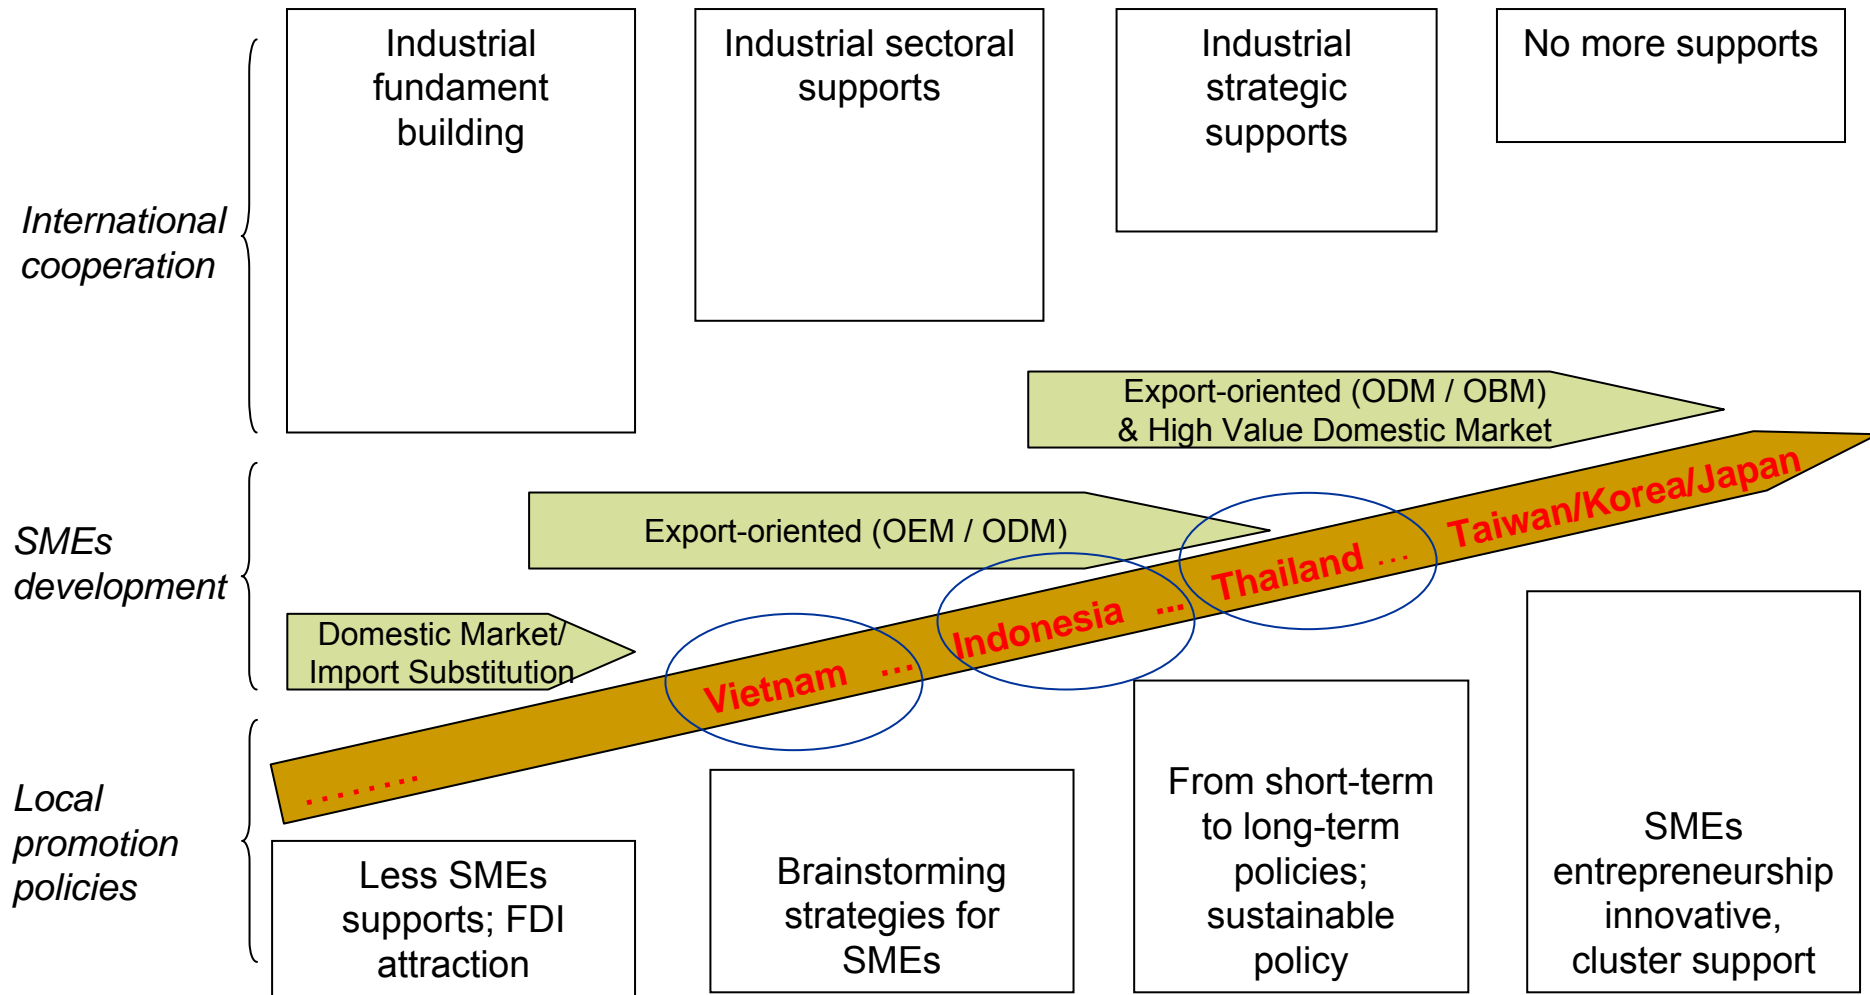 Industrial
fundament
building
Industrial sectoral
supports
Industrial
strategic
supports
No more supports
International
cooperation
Export-oriented (ODM / OBM)
& High Value Domestic Market
SMEs
development
Export-oriented (OEM / ODM)
Domestic Market/
Import Substitution
........ Vietnam ... Indonesia ... Thailand ... Taiwan/Korea/Japan
Local
promotion
policies
Less SMEs
supports; FDI
attraction
Brainstorming
strategies for
SMEs
From short-term
to long-term
policies;
sustainable
policy
SMEs
entrepreneurship
innovative,
cluster support